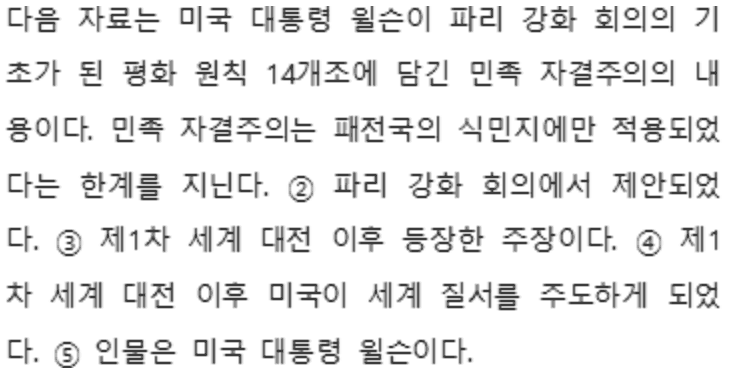 다음 자료는 미국 대통령 윌슨이 파리 강화 회의의 기
초가 된 평화 원칙 14개조에 담긴 민족 자결주의의 내
용이다. 민족 자결주의는 패전국의 식민지에만 적용되었
다는 한계를 지닌다. ② 파리 강화 회의에서 제안되었
다. ③ 제1차 세계 대전 이후 등장한 주장이다. ④ 제1
차 세계 대전 이후 미국이 세계 질서를 주도하게 되었
다. ⑤ 인물은 미국 대통령 윌슨이다.